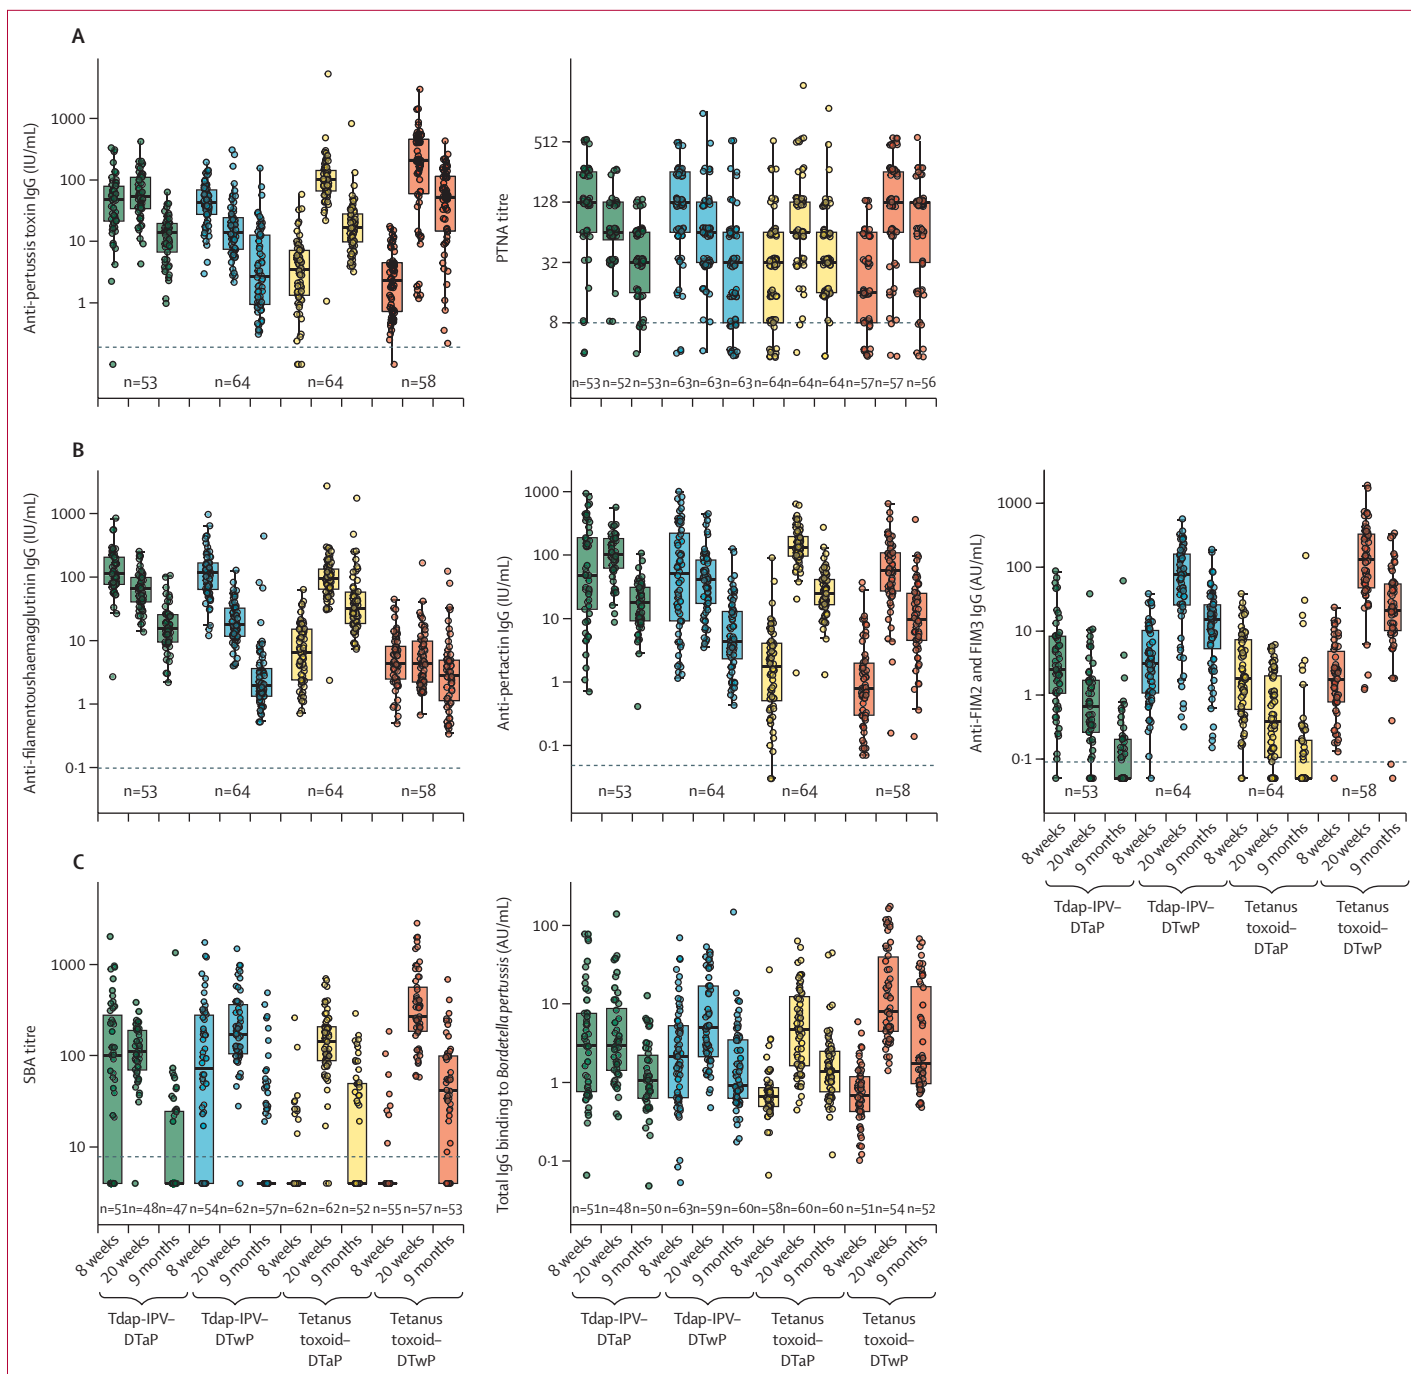 A
Anti-pertussis toxin IgG (IU/mL)
1000
100
10
1
n=53
n=64
n=64
n=58
PTNA titre
512
128
32
8
n=53 n=52 n=53 n=63 n=63 n=63 n=64 n=64 n=64 n=57 n=57 n=56
B
Anti-filamentoushaemagglutinin IgG (IU/mL)
1000
100
10
1
0·1
n=53
n=64
n=64
n=58
Anti-pertactin IgG (IU/mL)
1000
100
10
1
0·1
n=53
n=64
n=64
n=58
Anti-FIM2 and FIM3 IgG (AU/mL)
1000
100
10
1
0·1
n=53
n=64
n=64
n=58
8 weeks
20 weeks
9 months
8 weeks
20 weeks
9 months
8 weeks
20 weeks
9 months
8 weeks
20 weeks
9 months
Tdap-IPV–
DTaP
Tdap-IPV–
DTwP
Tetanus
toxoid–
DTaP
Tetanus
toxoid–
DTwP
C
SBA titre
1000
100
10
n=51 n=48 n=47 n=54 n=62 n=57 n=62 n=62 n=52 n=55 n=57 n=53
8 weeks
20 weeks
9 months
8 weeks
20 weeks
9 months
8 weeks
20 weeks
9 months
8 weeks
20 weeks
9 months
Tdap-IPV–
DTaP
Tdap-IPV–
DTwP
Tetanus
toxoid–
DTaP
Tetanus
toxoid–
DTwP
Total IgG binding to Bordetella pertussis (AU/mL)
100
10
1
0·1
n=51 n=48 n=50 n=63 n=59 n=60 n=58 n=60 n=60 n=51 n=54 n=52
8 weeks
20 weeks
9 months
8 weeks
20 weeks
9 months
8 weeks
20 weeks
9 months
8 weeks
20 weeks
9 months
Tdap-IPV–
DTaP
Tdap-IPV–
DTwP
Tetanus
toxoid–
DTaP
Tetanus
toxoid–
DTwP